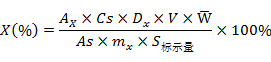 X(%) = (A_X × Cs × D_x × V × W̅) / (As × m_x × S_标示量) × 100%